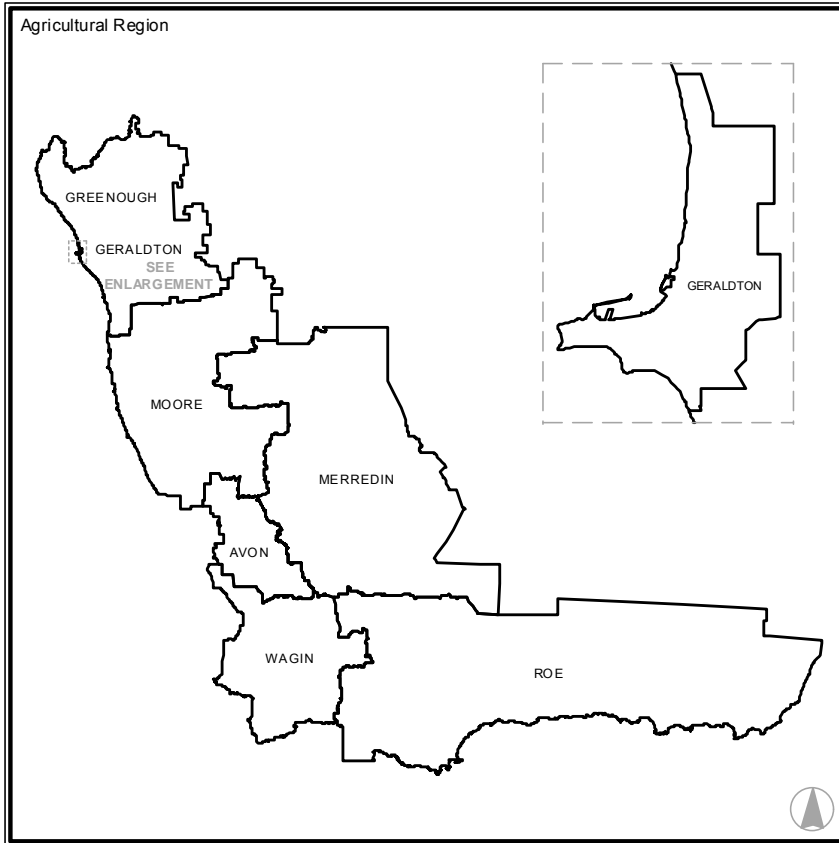 Agricultural Region
GREENOUGH
GERALDTON
SEE
ENLARGEMENT
GERALDTON
MOORE
MERREDIN
AVON
WAGIN
ROE